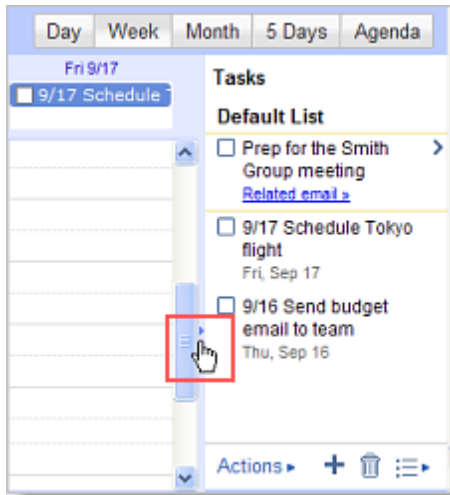 Day Week Month 5 Days Agenda
Fri 9/17
9/17 Schedule
Tasks
Default List
Prep for the Smith
Group meeting
Related email »
9/17 Schedule Tokyo
flight
Fri, Sep 17
9/16 Send budget
email to team
Thu, Sep 16
Actions